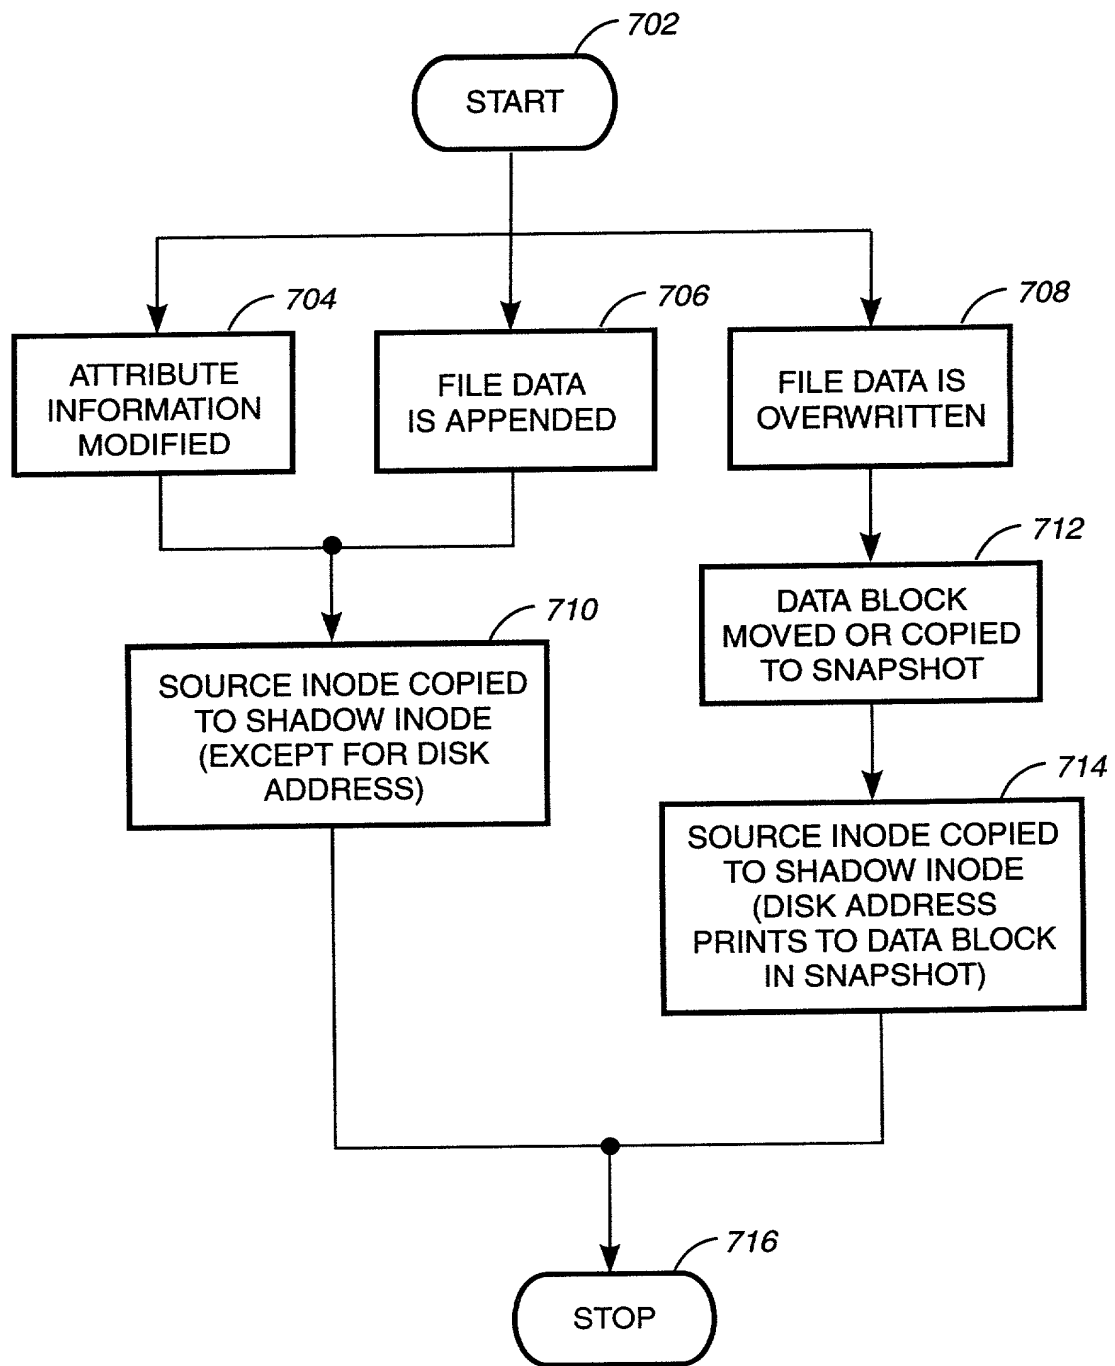 702
START
704
706
708
ATTRIBUTE
INFORMATION
MODIFIED
FILE DATA
IS APPENDED
FILE DATA IS
OVERWRITTEN
712
DATA BLOCK
MOVED OR COPIED
TO SNAPSHOT
710
SOURCE INODE COPIED
TO SHADOW INODE
(EXCEPT FOR DISK
ADDRESS)
714
SOURCE INODE COPIED
TO SHADOW INODE
(DISK ADDRESS
PRINTS TO DATA BLOCK
IN SNAPSHOT)
716
STOP